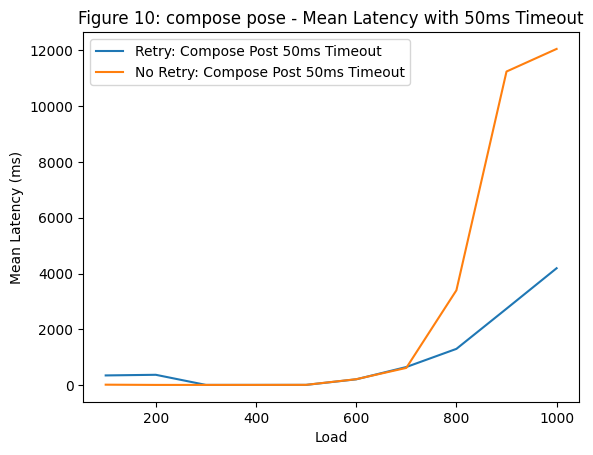 Figure 10: compose pose - Mean Latency with 50ms Timeout
Retry: Compose Post 50ms Timeout
No Retry: Compose Post 50ms Timeout
12000
10000
8000
6000
4000
2000
0
Mean Latency (ms)
200
400
600
800
1000
Load